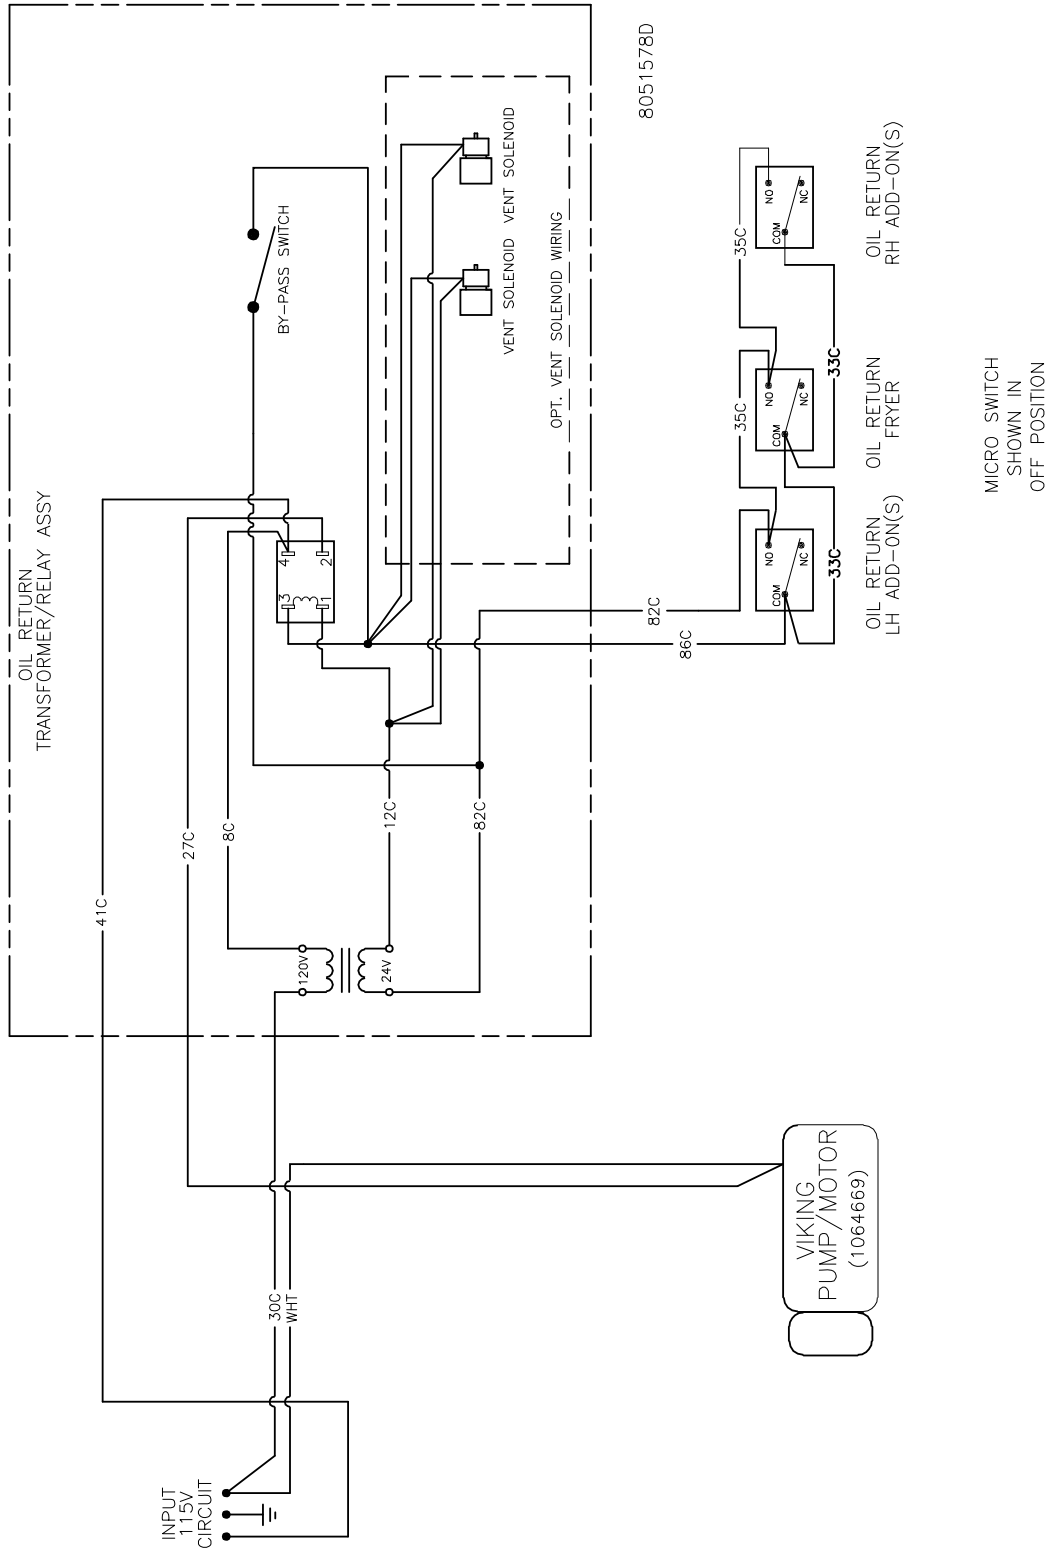 OIL RETURN
TRANSFORMER/RELAY ASSY
BY-PASS SWITCH
VENT SOLENOID
VENT SOLENOID
OPT. VENT SOLENOID WIRING
8051578D
4
2
3
1
41C
27C
8C
12C
82C
120V
24V
82C
86C
35C
35C
33C
33C
NO
COM
NC
NO
COM
NC
NO
COM
NC
OIL RETURN
LH ADD-ON(S)
OIL RETURN
FRYER
OIL RETURN
RH ADD-ON(S)
MICRO SWITCH
SHOWN IN
OFF POSITION
30C
WHT
INPUT
115V
CIRCUIT
VIKING
PUMP/MOTOR
(1064669)